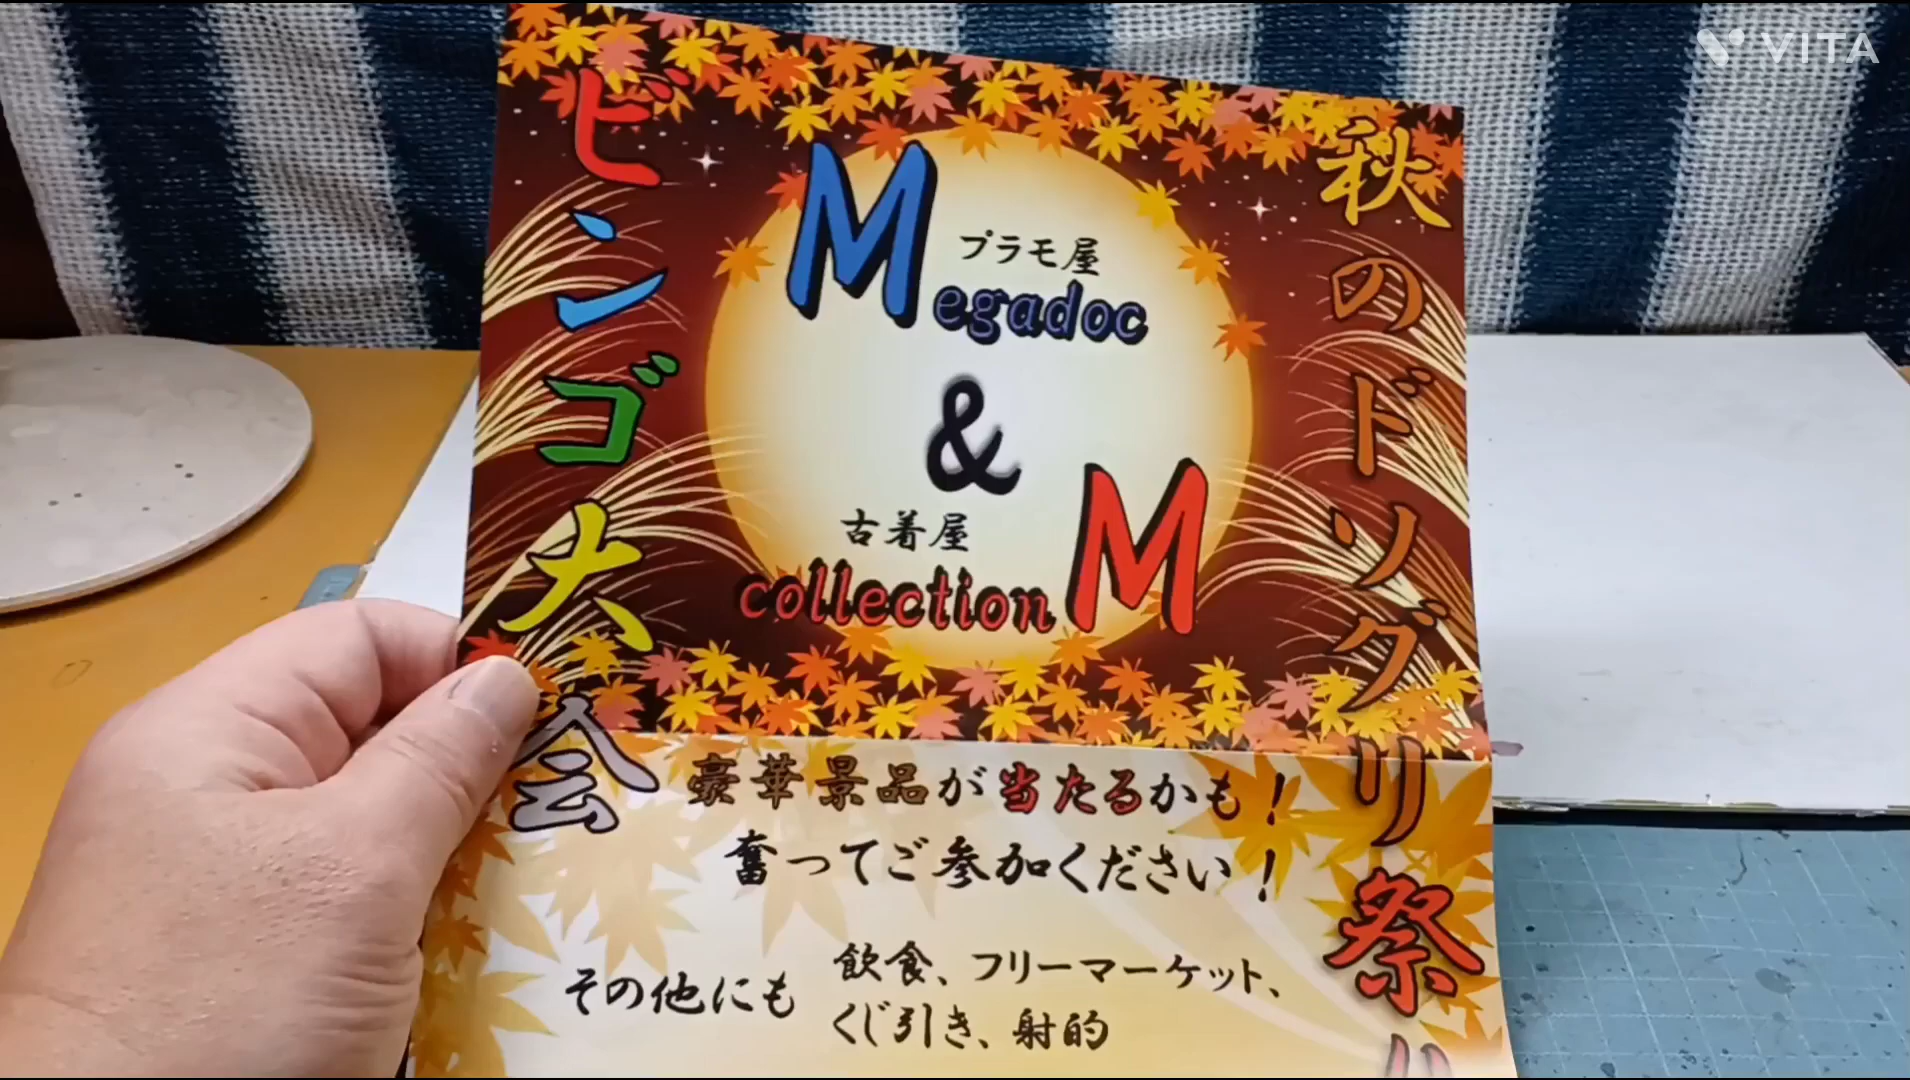 秋のドングリ祭り
ビンゴ大会
プラモ屋
Megadoc
&
古着屋
collection M
豪華景品が当たるかも！
奮ってご参加ください！
その他にも
飲食、フリーマーケット、
くじ引き、射的
VITA